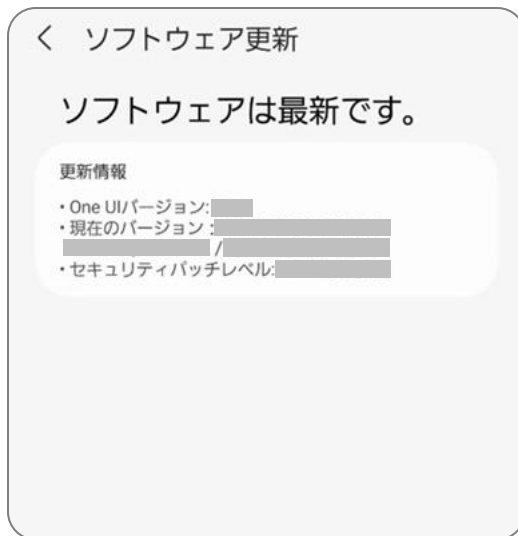 ソフトウェア更新
ソフトウェアは最新です。
更新情報
・One UIバージョン:
・現在のバージョン :
/
・セキュリティパッチレベル: